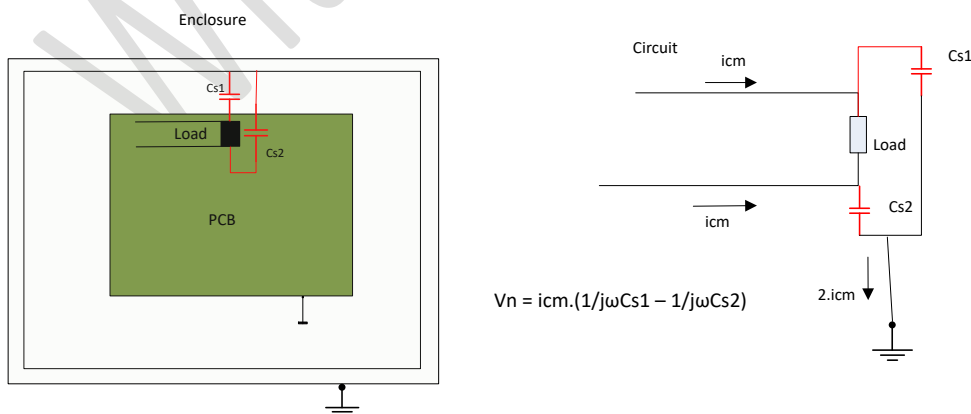 Enclosure
Cs1
Load
Cs2
PCB
Circuit
icm
Cs1
Load
Cs2
icm
Vn = icm.(1/jωCs1 – 1/jωCs2)
2.icm